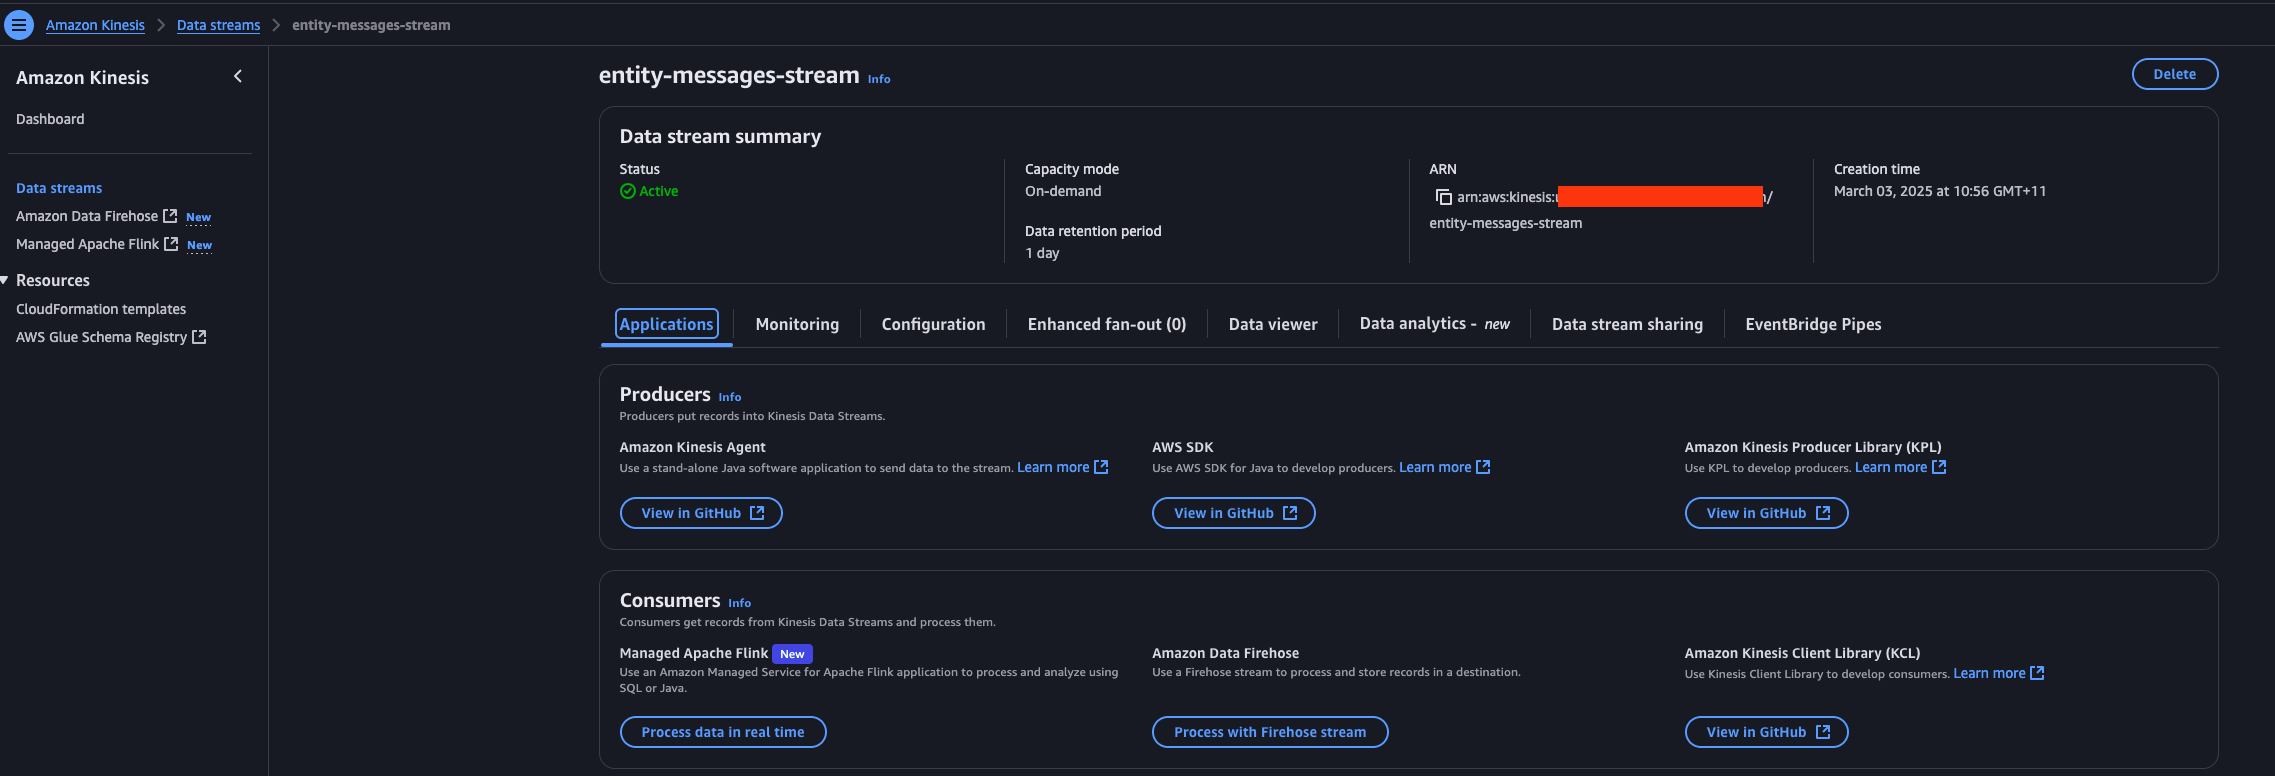 Amazon Kinesis > Data streams > entity-messages-stream
Amazon Kinesis
Dashboard
Data streams
Amazon Data Firehose New
Managed Apache Flink New
Resources
CloudFormation templates
AWS Glue Schema Registry
entity-messages-stream Info
Delete
Data stream summary
Status
Active
Capacity mode
On-demand
Data retention period
1 day
ARN
arn:aws:kinesis: /
entity-messages-stream
Creation time
March 03, 2025 at 10:56 GMT+11
Applications Monitoring Configuration Enhanced fan-out (0) Data viewer Data analytics - new Data stream sharing EventBridge Pipes
Producers Info
Producers put records into Kinesis Data Streams.
Amazon Kinesis Agent
Use a stand-alone Java software application to send data to the stream. Learn more
View in GitHub
AWS SDK
Use AWS SDK for Java to develop producers. Learn more
View in GitHub
Amazon Kinesis Producer Library (KPL)
Use KPL to develop producers. Learn more
View in GitHub
Consumers Info
Consumers get records from Kinesis Data Streams and process them.
Managed Apache Flink New
Use an Amazon Managed Service for Apache Flink application to process and analyze using
SQL or Java.
Process data in real time
Amazon Data Firehose
Use a Firehose stream to process and store records in a destination.
Process with Firehose stream
Amazon Kinesis Client Library (KCL)
Use Kinesis Client Library to develop consumers. Learn more
View in GitHub